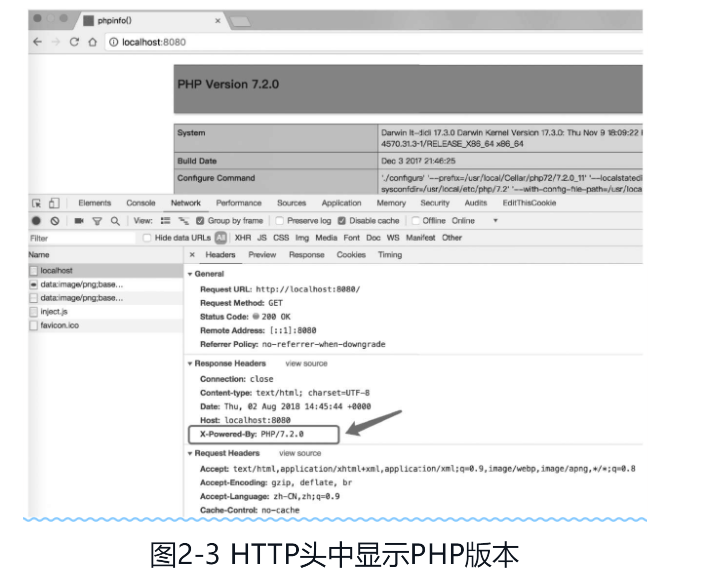 phpinfo()
localhost:8080
PHP Version 7.2.0
System
Darwin lt-didi 17.3.0 Darwin Kernel Version 17.3.0: Thu Nov 9 18:09:22
4570.31.3-1/RELEASE_X86_64 x86_64
Build Date
Dec 3 2017 21:46:25
Configure Command
'./configure' '--prefix=/usr/local/Cellar/php72/7.2.0_11' '--localstated
sysconfdir=/usr/local/etc/php/7.2' '--with-config-file-path=/usr/loca
Elements Console Network Performance Sources Application Memory Security Audits EditThisCookie
View: Group by frame Preserve log Disable cache Offline Online
Filter Hide data URLs All XHR JS CSS Img Media Font Doc WS Manifest Other
Name
× Headers Preview Response Cookies Timing
localhost
data:image/png;base...
data:image/png;base...
inject.js
favicon.ico
General
Request URL: http://localhost:8080/
Request Method: GET
Status Code: 200 OK
Remote Address: [::1]:8080
Referrer Policy: no-referrer-when-downgrade
Response Headers view source
Connection: close
Content-type: text/html; charset=UTF-8
Date: Thu, 02 Aug 2018 14:45:44 +0000
Host: localhost:8080
X-Powered-By: PHP/7.2.0
Request Headers view source
Accept: text/html,application/xhtml+xml,application/xml;q=0.9,image/webp,image/apng,*/*;q=0.8
Accept-Encoding: gzip, deflate, br
Accept-Language: zh-CN,zh;q=0.9
Cache-Control: no-cache
图2-3 HTTP头中显示PHP版本